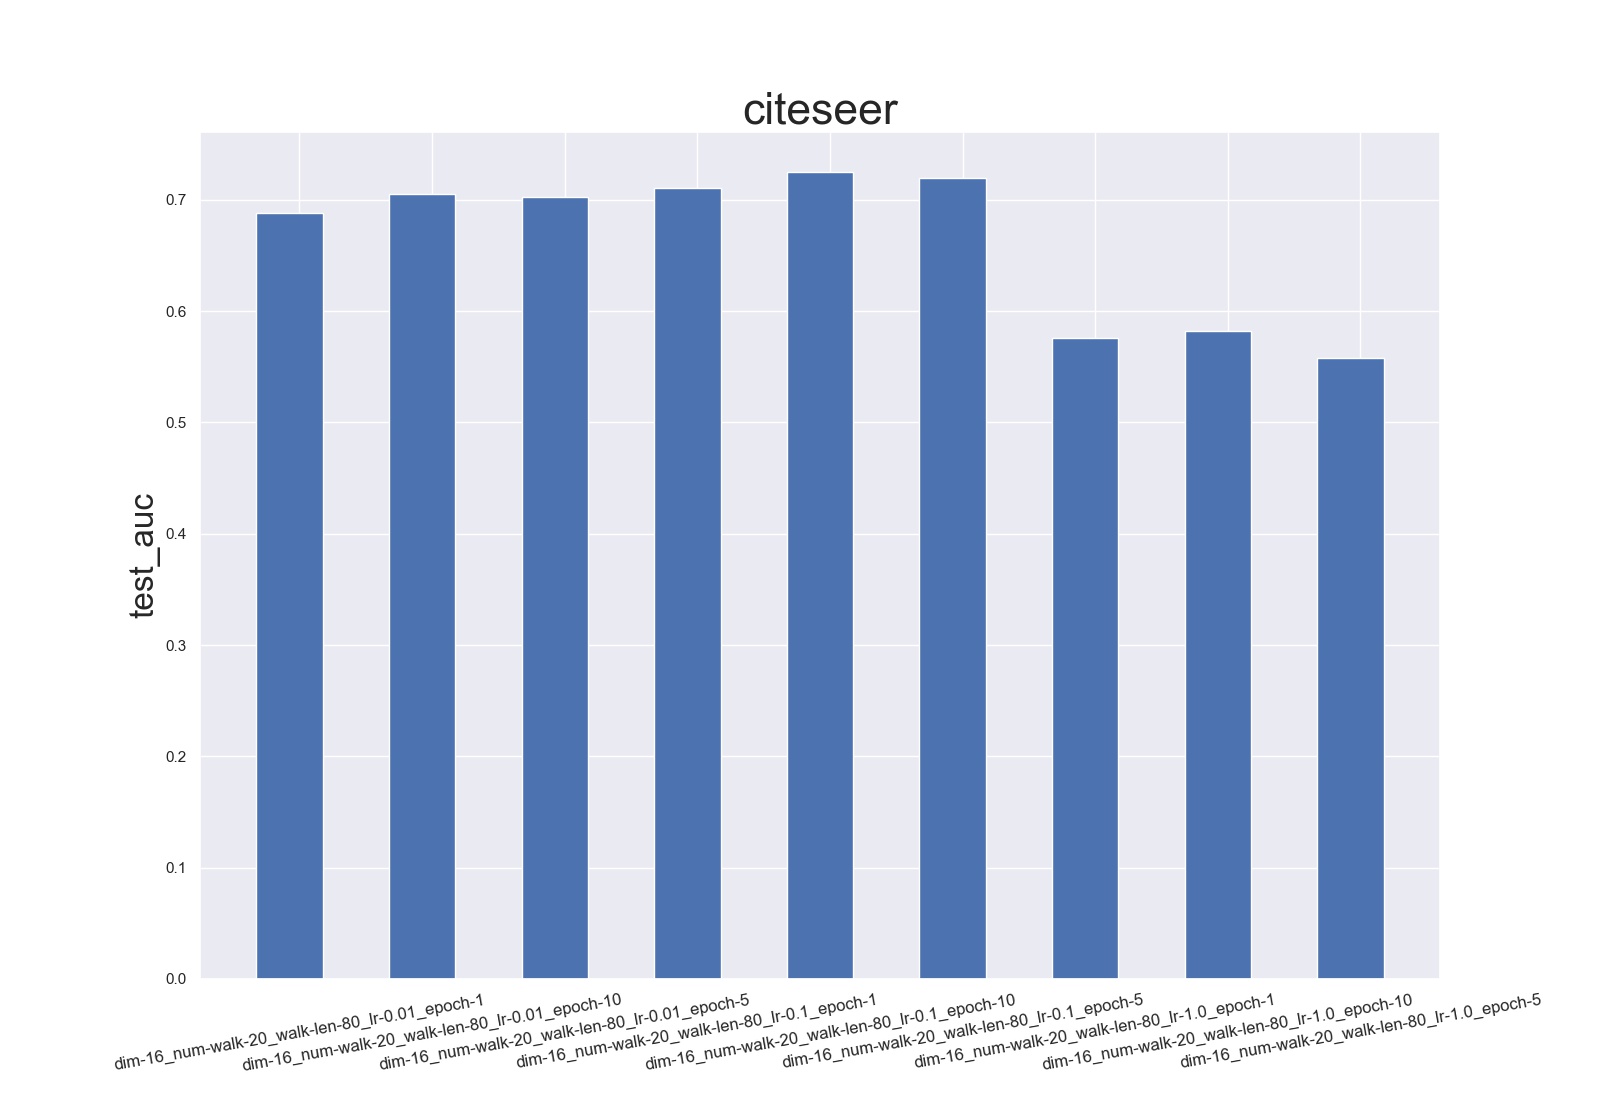 citeseer
test_auc
0.7
0.6
0.5
0.4
0.3
0.2
0.1
0.0
dim-16_num-walk-20_walk-len-80_lr-0.01_epoch-1
dim-16_num-walk-20_walk-len-80_lr-0.01_epoch-10
dim-16_num-walk-20_walk-len-80_lr-0.01_epoch-5
dim-16_num-walk-20_walk-len-80_lr-0.1_epoch-1
dim-16_num-walk-20_walk-len-80_lr-0.1_epoch-10
dim-16_num-walk-20_walk-len-80_lr-0.1_epoch-5
dim-16_num-walk-20_walk-len-80_lr-1.0_epoch-1
dim-16_num-walk-20_walk-len-80_lr-1.0_epoch-10
dim-16_num-walk-20_walk-len-80_lr-1.0_epoch-5